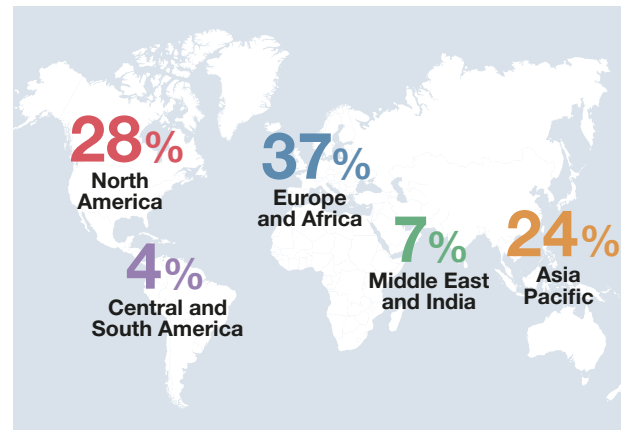 28%
North
America
37%
Europe
and Africa
7%
Middle East
and India
24%
Asia
Pacific
4%
Central and
South America